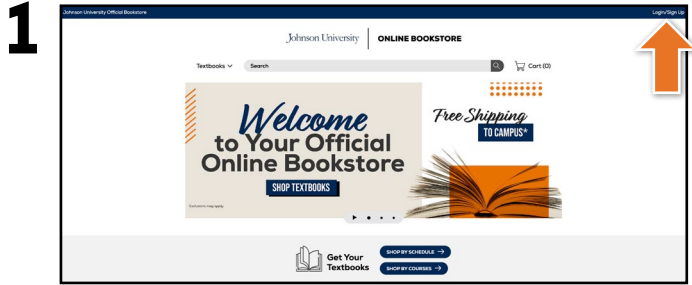 1
Johnson University Official Bookstore
Login/Sign Up
Johnson University | ONLINE BOOKSTORE
Textbooks
Search
Cart (0)
Welcome
to Your Official
Online Bookstore
SHOP TEXTBOOKS
Free Shipping
TO CAMPUS*
Get Your
Textbooks
SHOP BY SCHEDULE →
SHOP BY COURSES →